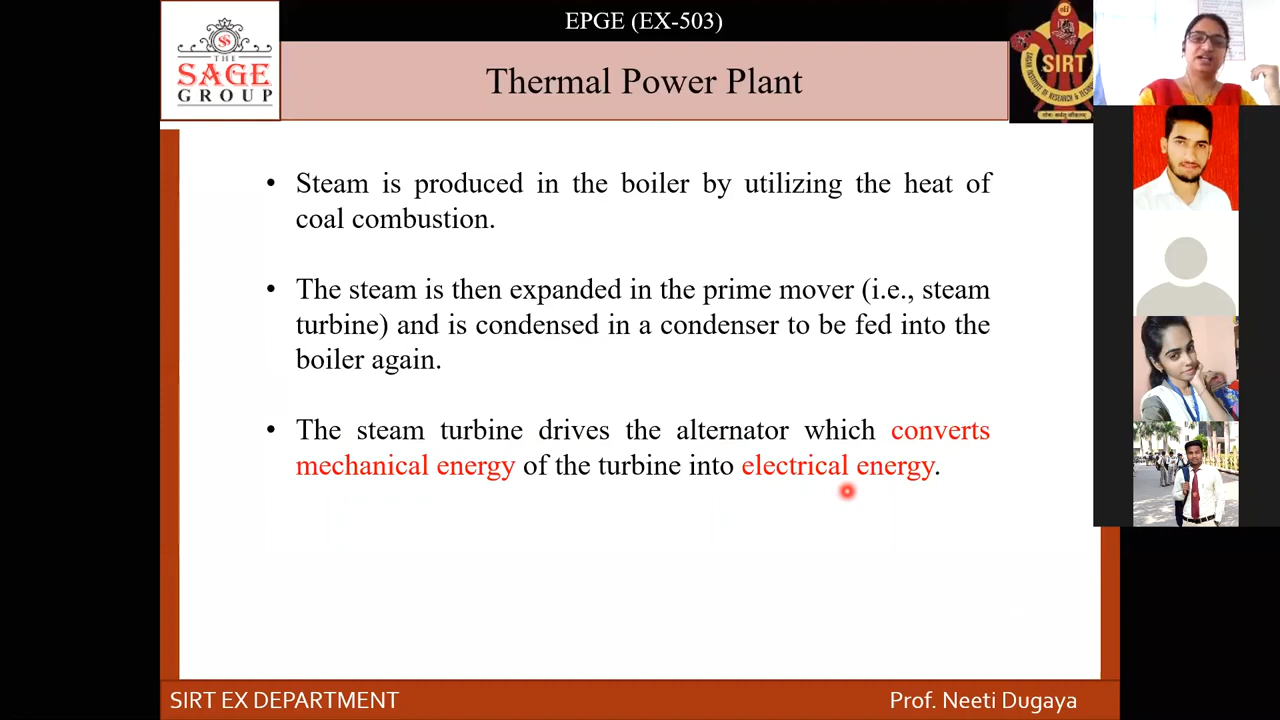 EPGE (EX-503)
THE
SAGE
GROUP
Thermal Power Plant
SIRT
• Steam is produced in the boiler by utilizing the heat of
coal combustion.
• The steam is then expanded in the prime mover (i.e., steam
turbine) and is condensed in a condenser to be fed into the
boiler again.
• The steam turbine drives the alternator which converts
mechanical energy of the turbine into electrical energy.
SIRT EX DEPARTMENT
Prof. Neeti Dugaya